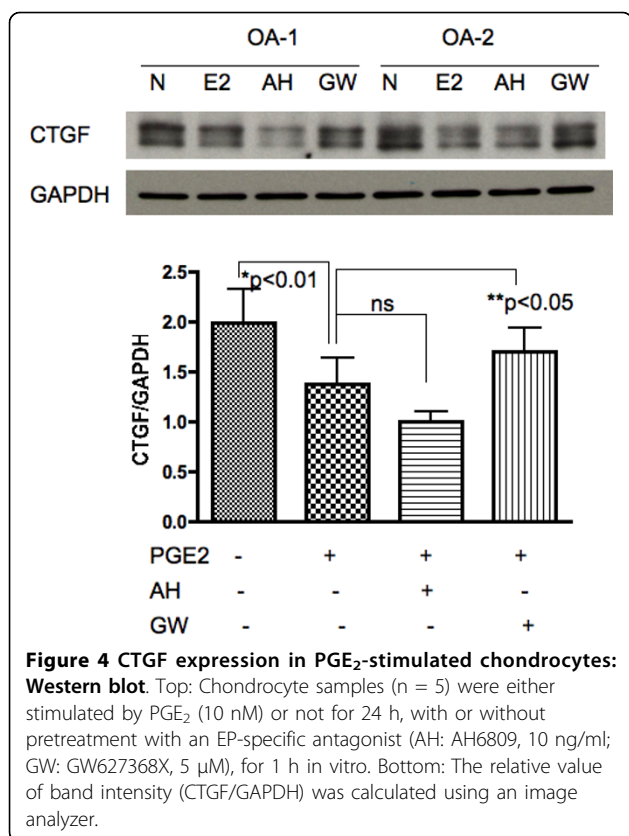 OA-1 OA-2
N E2 AH GW N E2 AH GW
CTGF
GAPDH
CTGF/GAPDH
2.5
2.0
1.5
1.0
0.5
0.0
*p<0.01
ns
**p<0.05
PGE2 - + + +
AH - - + -
GW - - - +
Figure 4 CTGF expression in PGE₂-stimulated chondrocytes:
Western blot. Top: Chondrocyte samples (n = 5) were either
stimulated by PGE₂ (10 nM) or not for 24 h, with or without
pretreatment with an EP-specific antagonist (AH: AH6809, 10 ng/ml;
GW: GW627368X, 5 μM), for 1 h in vitro. Bottom: The relative value
of band intensity (CTGF/GAPDH) was calculated using an image
analyzer.